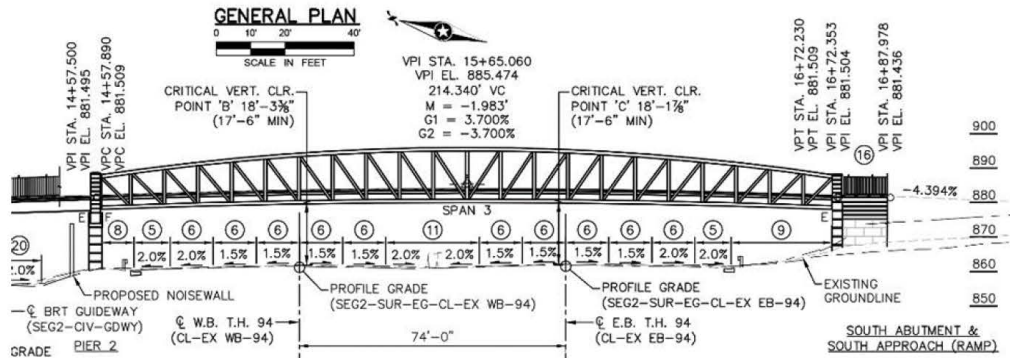 GENERAL PLAN
0 10' 20' 40'
SCALE IN FEET
VPI STA. 14+57.500
VPI EL. 881.495
VPC STA. 14+57.890
VPC EL. 881.509
CRITICAL VERT. CLR.
POINT 'B' 18'-3⅜"
(17'-6" MIN)
VPI STA. 15+65.060
VPI EL. 885.474
214.340' VC
M = -1.983'
G1 = 3.700%
G2 = -3.700%
CRITICAL VERT. CLR.
POINT 'C' 18'-1⅞"
(17'-6" MIN)
VPT STA. 16+72.230
VPT EL. 881.509
VPI STA. 16+72.353
VPI EL. 881.504
VPI STA. 16+87.978
VPI EL. 881.436
16
900
890
880
870
860
850
-4.394%
SPAN 3
E F E
20 8 5 6 6 6 6 6 11 6 6 6 6 5 9
2.0% 2.0% 2.0% 1.5% 1.5% 1.5% 1.5% 2.0% 2.0% 1.5% 1.5% 1.5% 1.5% 2.0% 2.0%
PROPOSED NOISEWALL
PROFILE GRADE
(SEG2-SUR-EG-CL-EX WB-94)
PROFILE GRADE
(SEG2-SUR-EG-CL-EX EB-94)
EXISTING
GROUNDLINE
℄ BRT GUIDEWAY
(SEG2-CIV-GDWY)
℄ W.B. T.H. 94
(CL-EX WB-94)
74'-0"
℄ E.B. T.H. 94
(CL-EX EB-94)
GRADE
PIER 2
SOUTH ABUTMENT &
SOUTH APPROACH (RAMP)